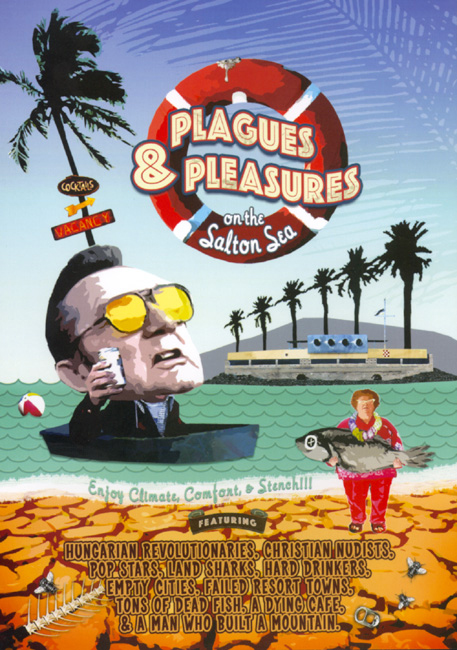 PLAGUES
& PLEASURES
on the
Salton Sea
COCKTAILS
VACANCY
Enjoy Climate, Comfort, & Stench!!!
FEATURING
HUNGARIAN REVOLUTIONARIES, CHRISTIAN NUDISTS,
POP STARS, LAND SHARKS, HARD DRINKERS,
EMPTY CITIES, FAILED RESORT TOWNS,
TONS OF DEAD FISH, A DYING CAFE,
& A MAN WHO BUILT A MOUNTAIN.